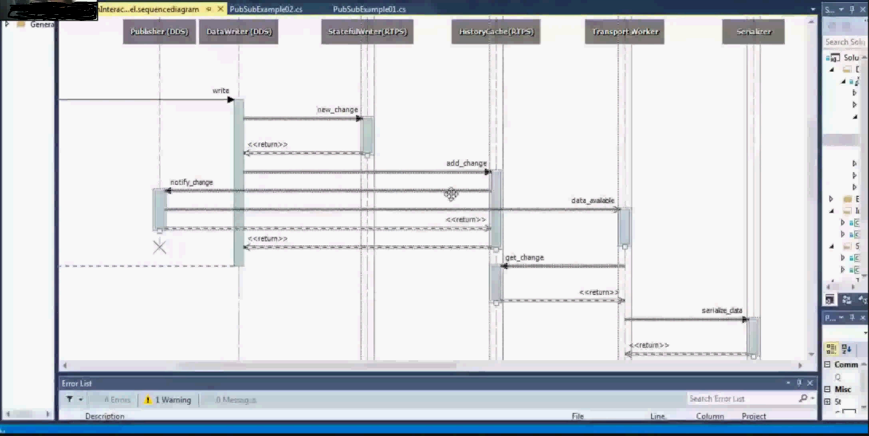 nInterac...el.sequencediagram
PubSubExample02.cs
PubSubExample01.cs
S...
Genera
Publisher (DDS)
DataWriter (DDS)
StatefulWriter(RTPS)
HistoryCache(RTPS)
Transport Worker
Serializer
Search Solu
Solu
write
new_change
<<return>>
add_change
notify_change
data_available
<<return>>
<<return>>
get_change
<<return>>
serialize_data
<<return>>
P...
Comm
Misc
St
Error List
0 Errors
1 Warning
0 Messages
Search Error List
Description
File
Line
Column
Project